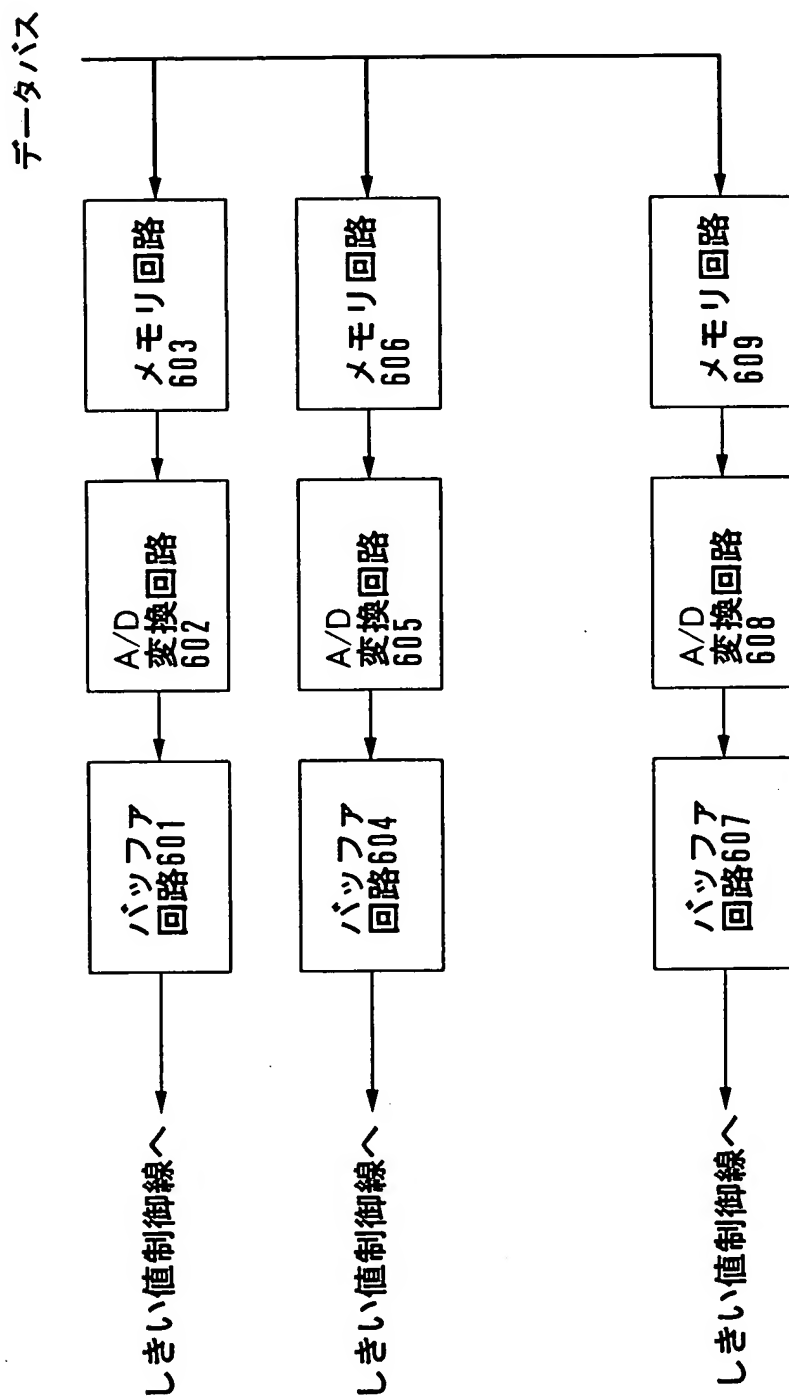 データバス
メモリ回路
603
A/D
変換回路
602
バッファ
回路601
しきい値制御線へ
メモリ回路
606
A/D
変換回路
605
バッファ
回路604
しきい値制御線へ
メモリ回路
609
A/D
変換回路
608
バッファ
回路607
しきい値制御線へ